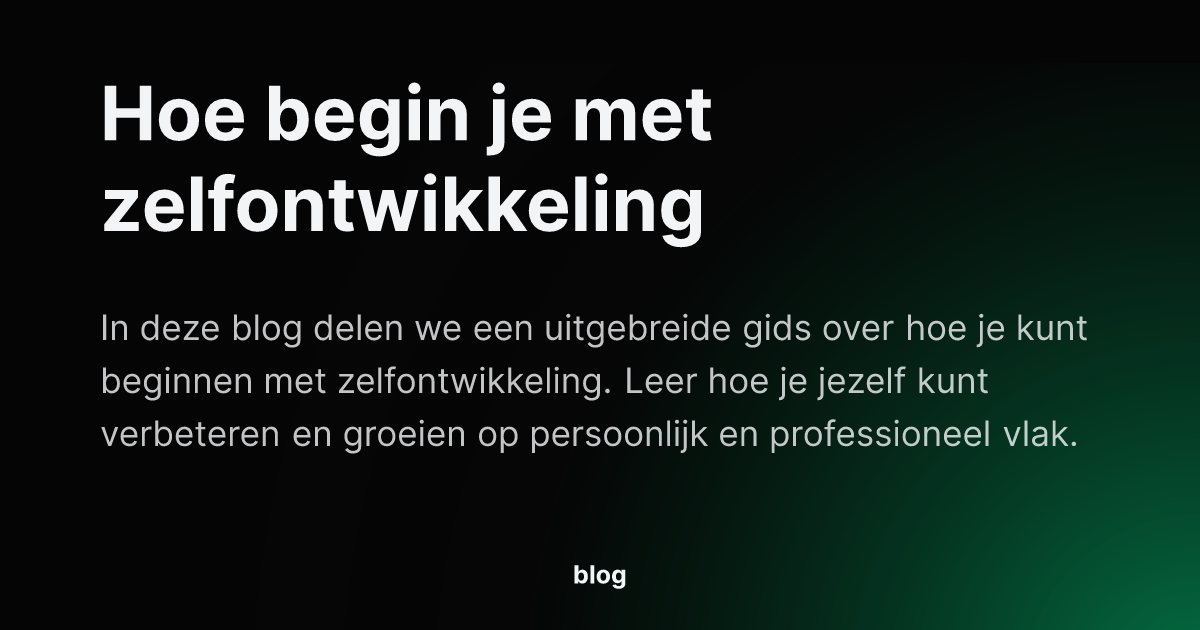 Hoe begin je met
zelfontwikkeling
In deze blog delen we een uitgebreide gids over hoe je kunt
beginnen met zelfontwikkeling. Leer hoe je jezelf kunt
verbeteren en groeien op persoonlijk en professioneel vlak.
blog